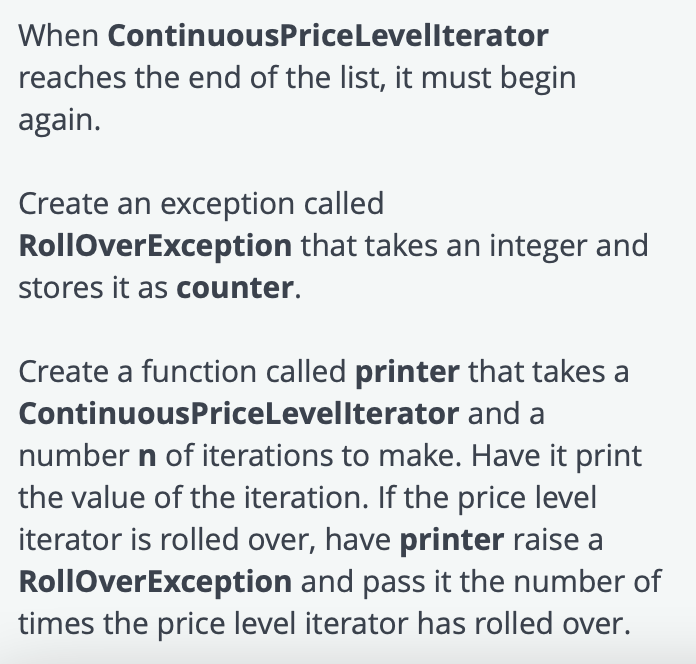 When ContinuousPriceLevelIterator
reaches the end of the list, it must begin
again.
Create an exception called
RollOverException that takes an integer and
stores it as counter.
Create a function called printer that takes a
ContinuousPriceLevelIterator and a
number n of iterations to make. Have it print
the value of the iteration. If the price level
iterator is rolled over, have printer raise a
RollOverException and pass it the number of
times the price level iterator has rolled over.